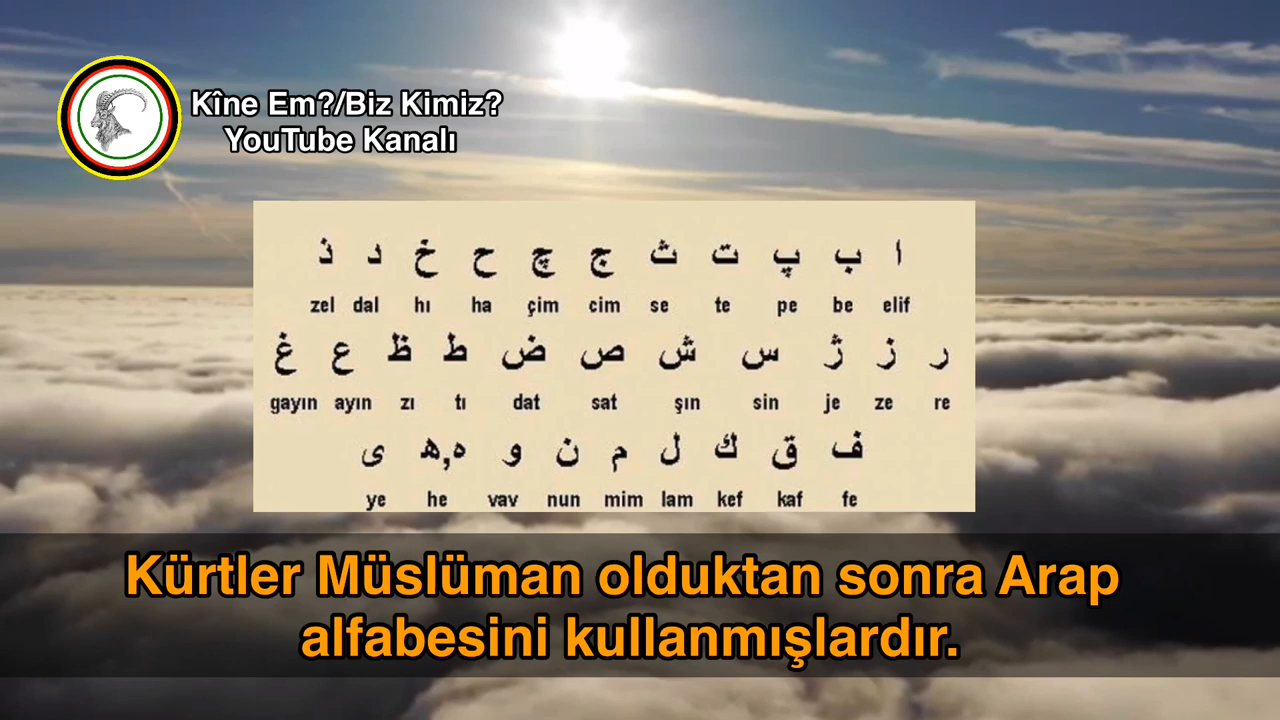 Kîne Em?/Biz Kimiz?
YouTube Kanalı
ا ب پ ت ث ج چ ح خ د ذ
zel dal hı ha çim cim se te pe be elif
ر ز ژ س ش ص ض ط ظ ع غ
gayın ayın zı tı dat sat şın sin je ze re
ف ق ك ل م ن و ه,ﻫ ى
ye he vav nun mim lam kef kaf fe
Kürtler Müslüman olduktan sonra Arap
alfabesini kullanmışlardır.